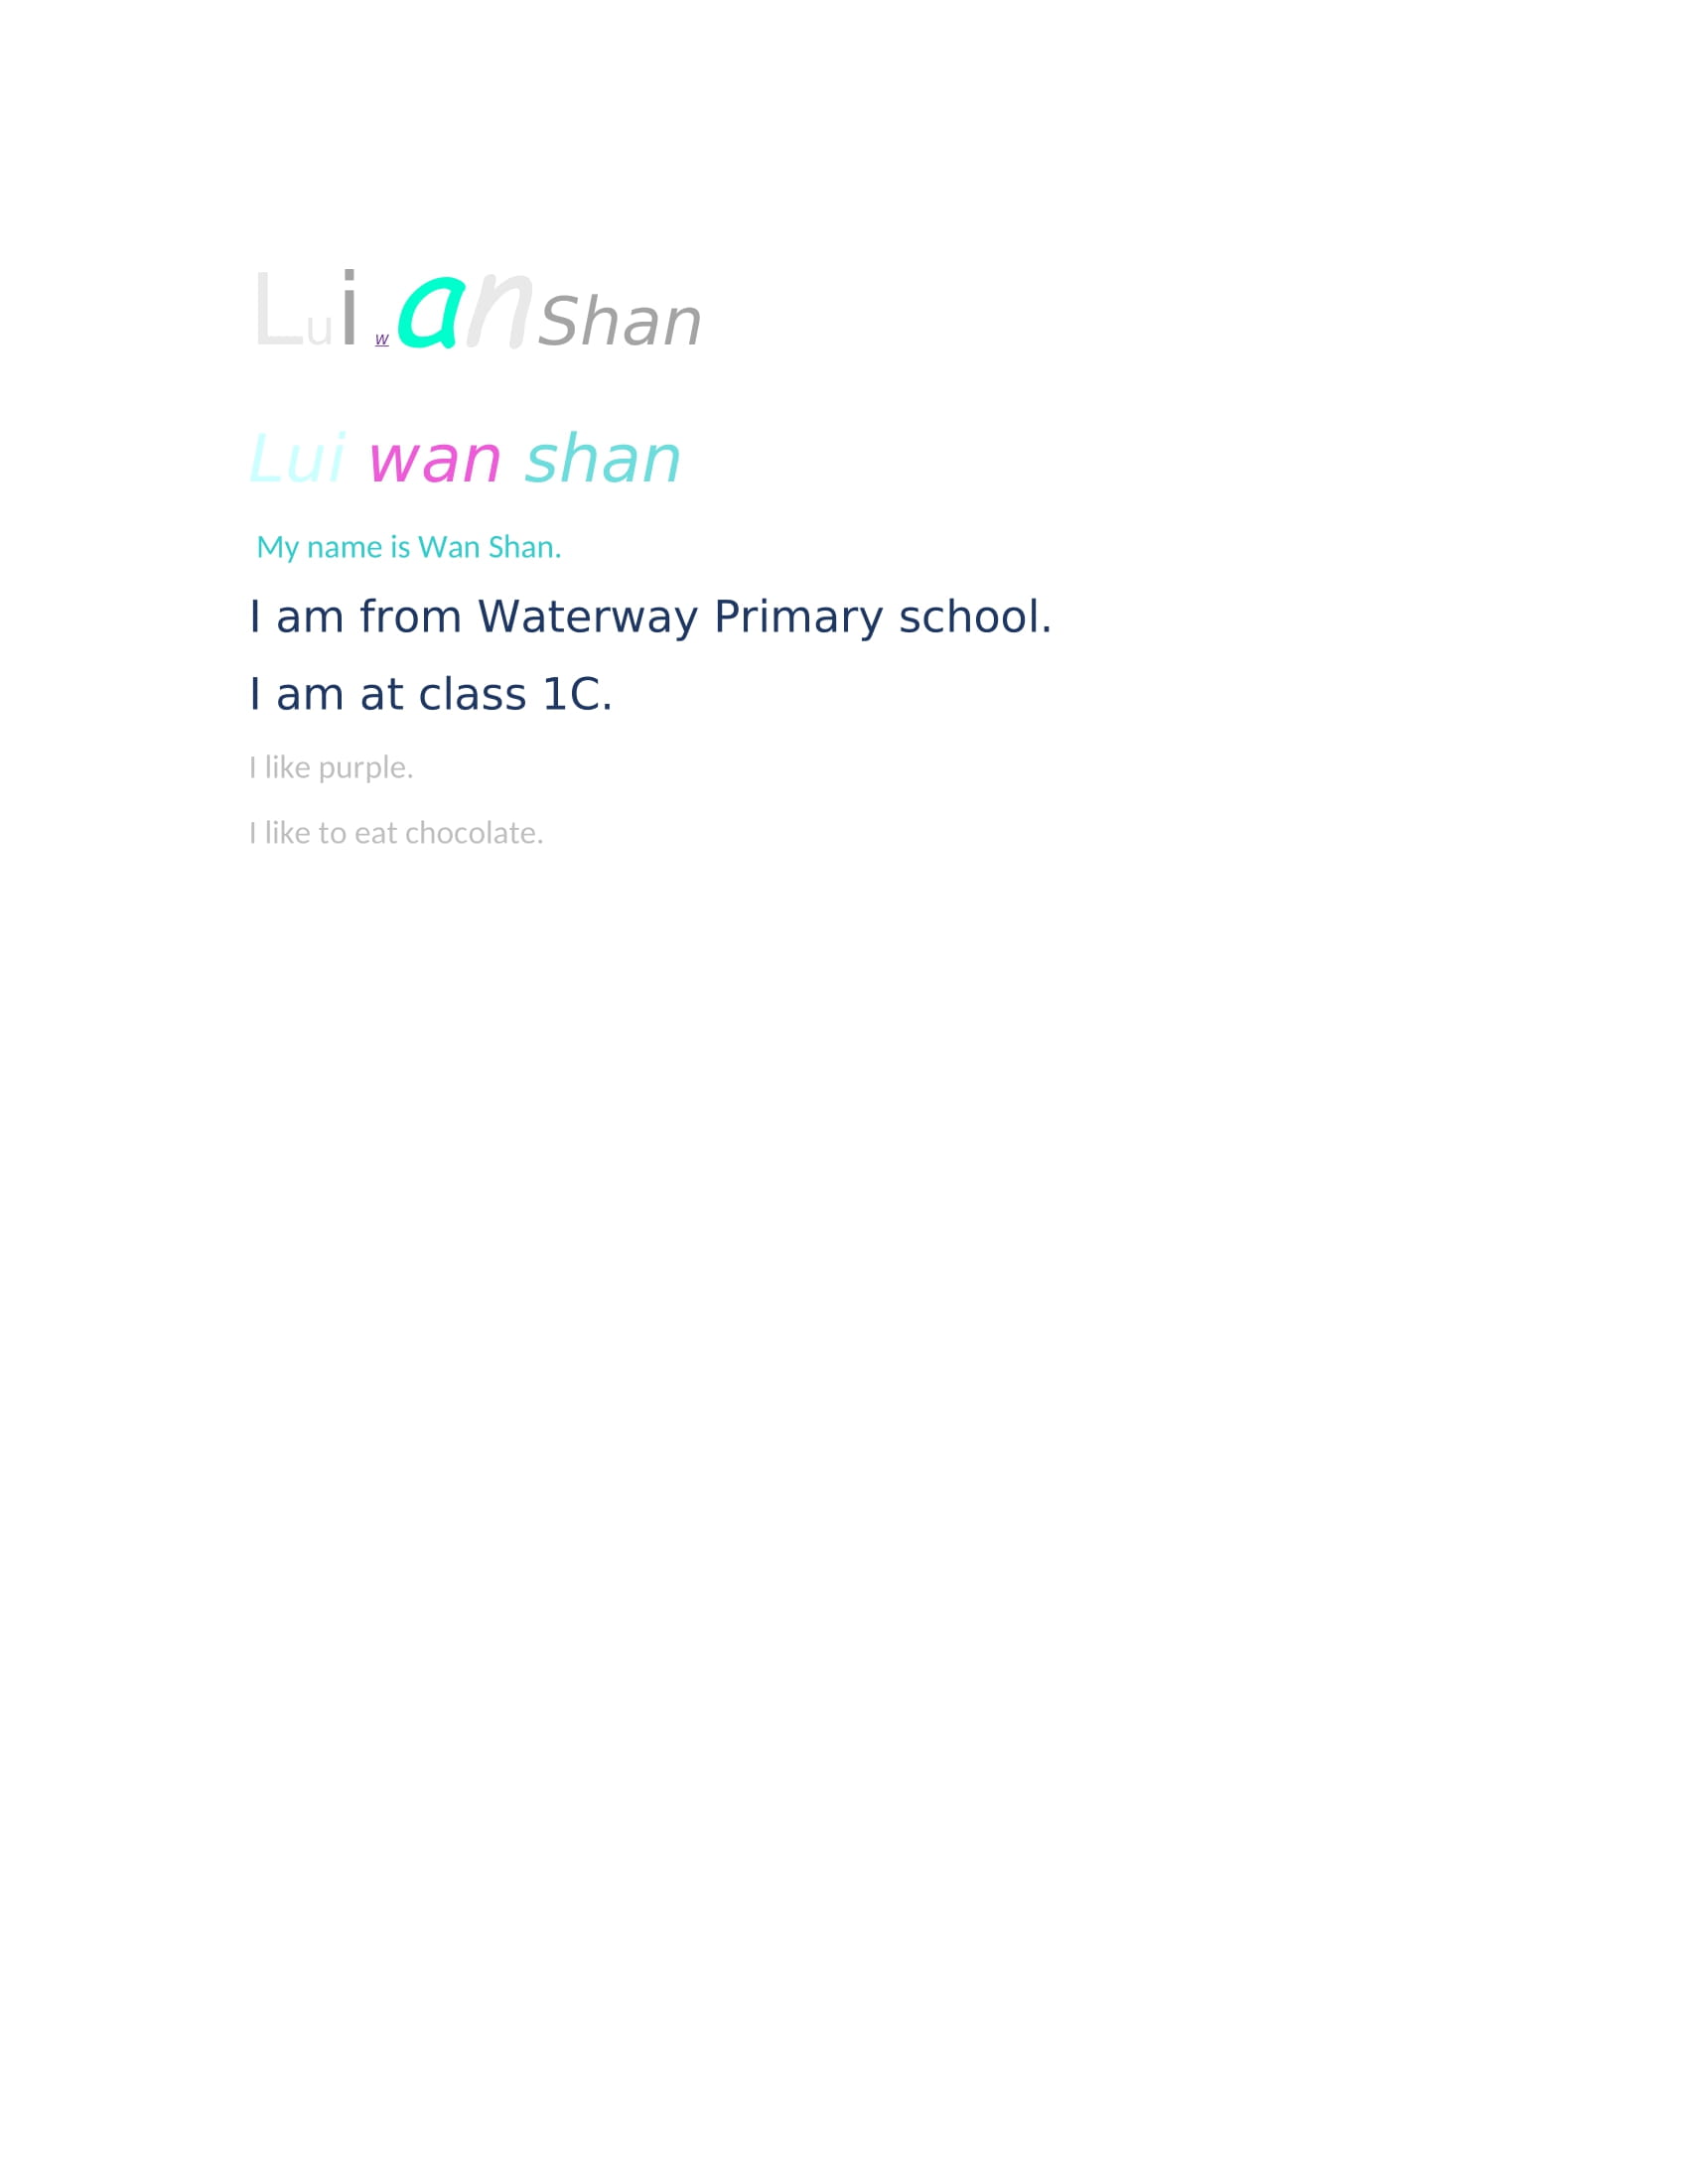 Lui wan Shan
Lui wan shan
My name is Wan Shan.
I am from Waterway Primary school.
I am at class 1C.
I like purple.
I like to eat chocolate.